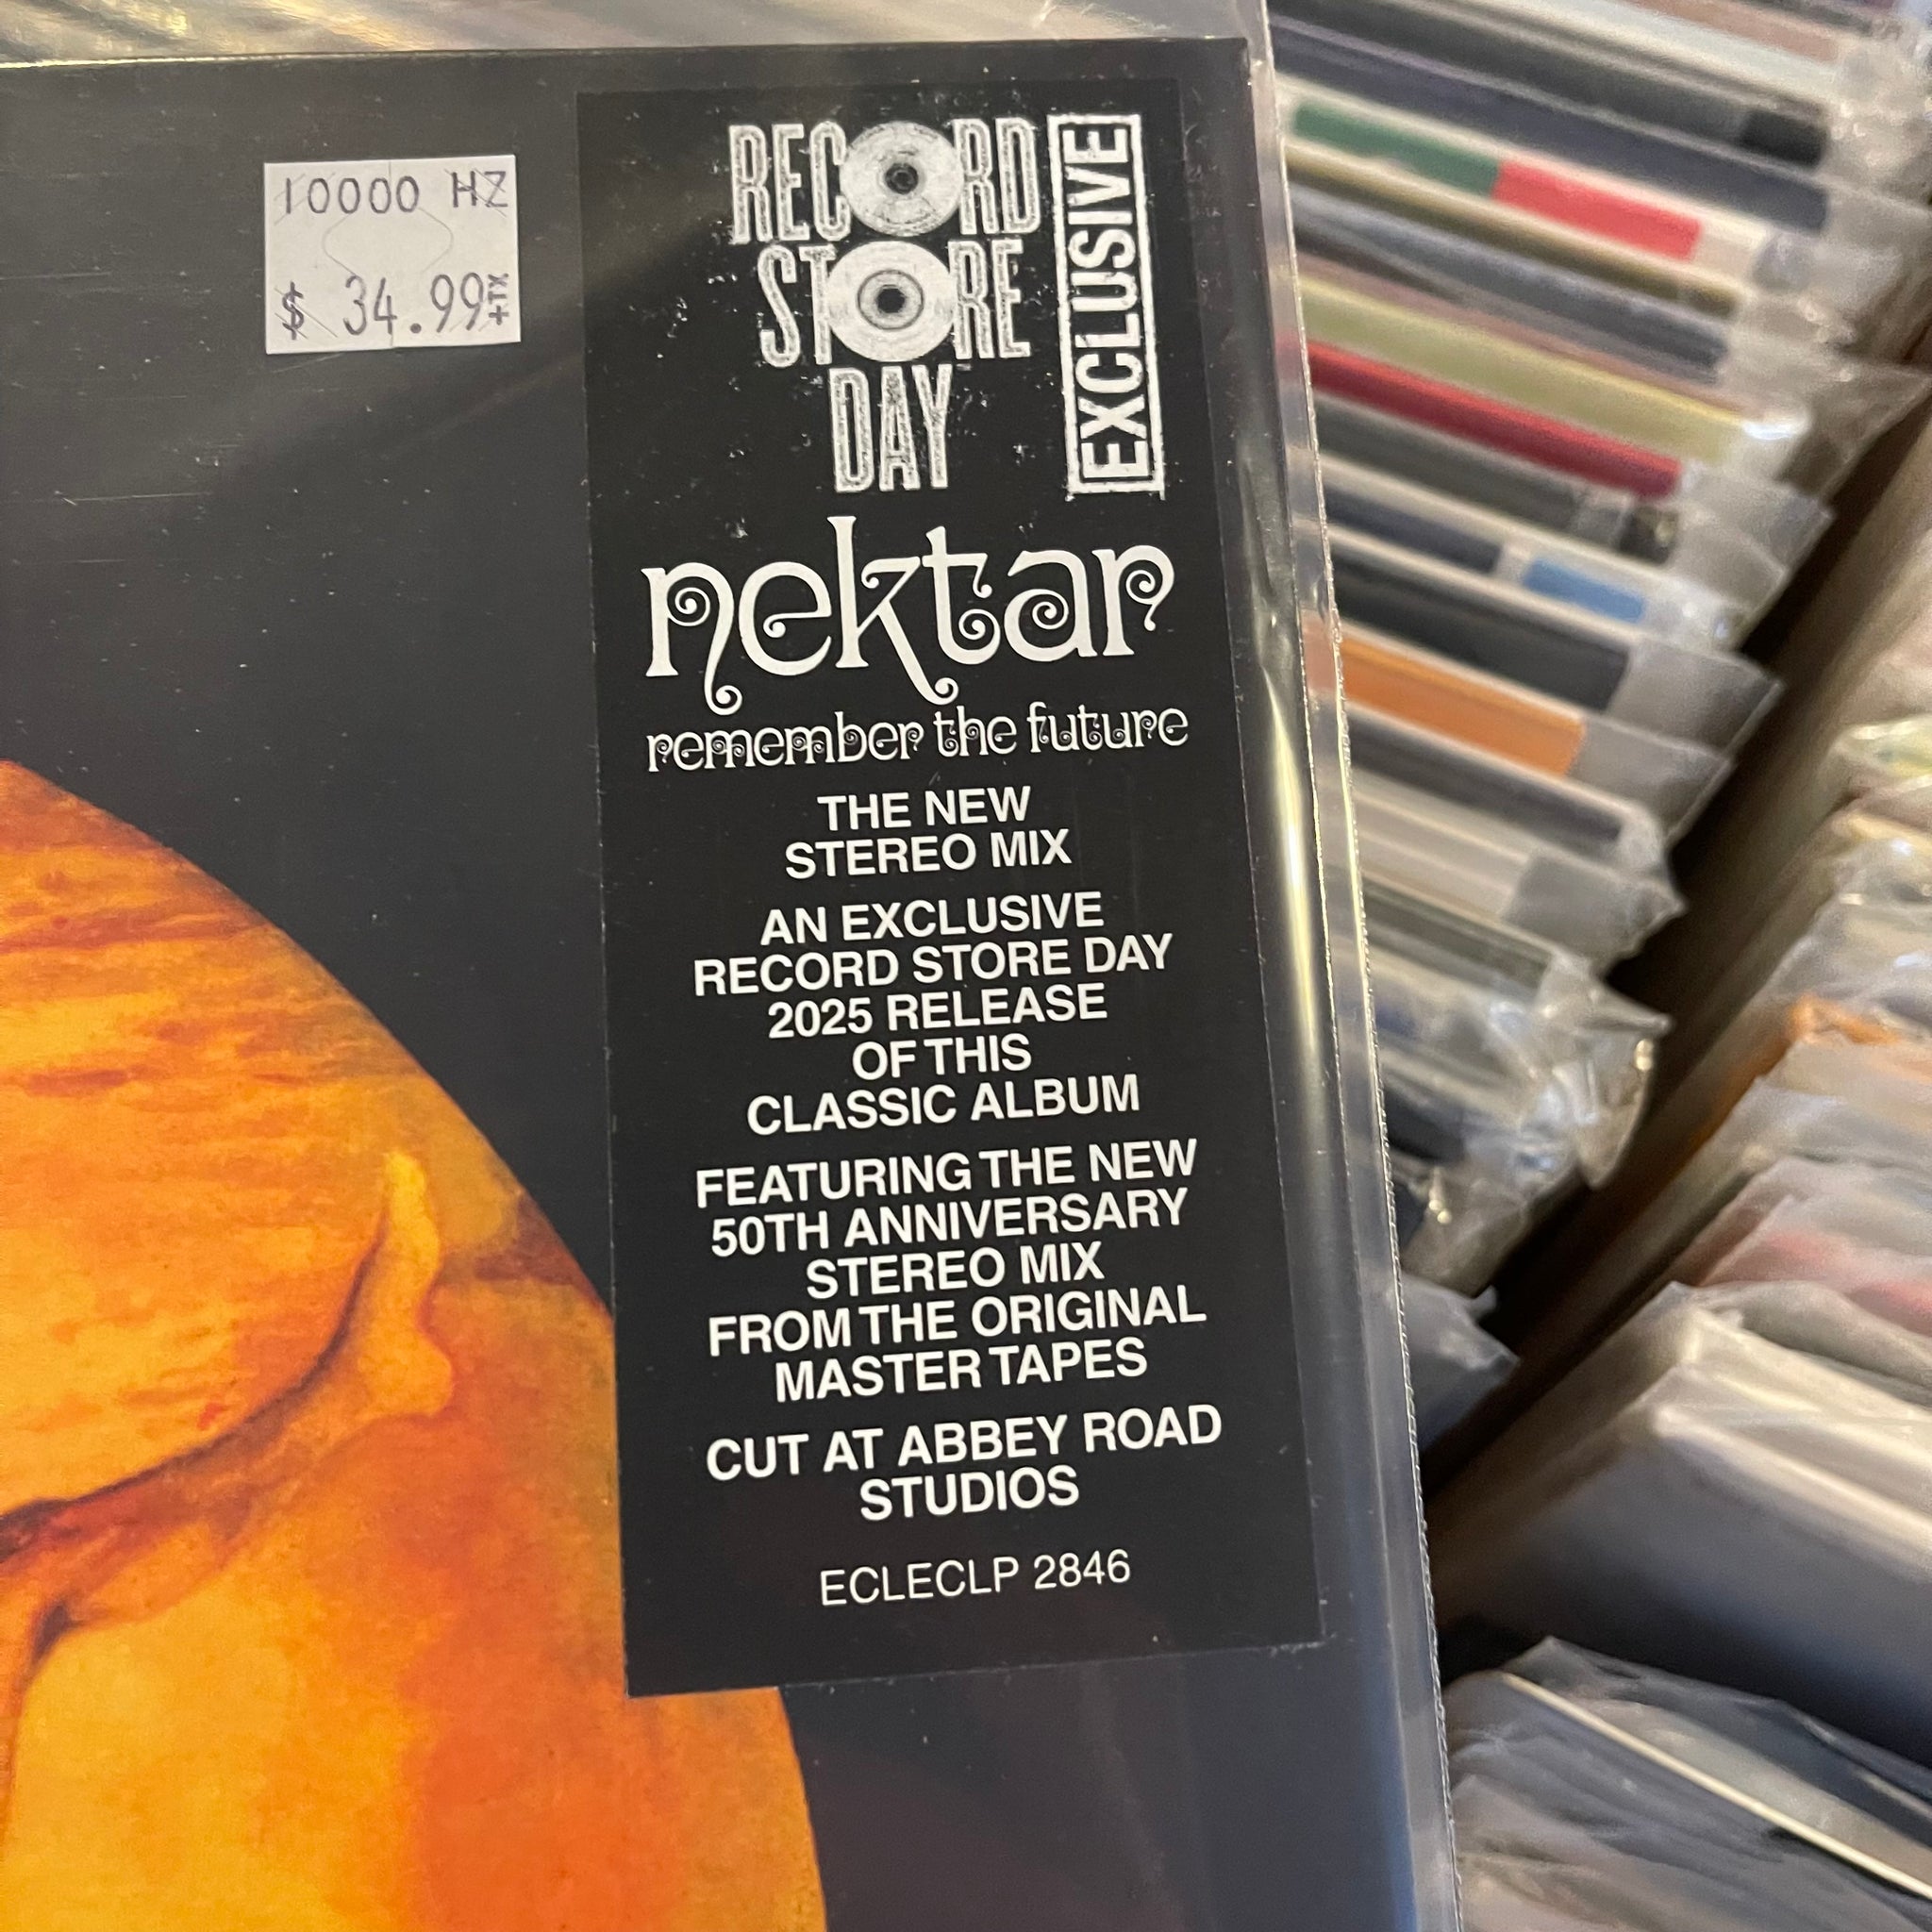 10000 HZ
$ 34.99+TX
RECORD
STORE
DAY
EXCLUSIVE
nektar
remember the future
THE NEW
STEREO MIX
AN EXCLUSIVE
RECORD STORE DAY
2025 RELEASE
OF THIS
CLASSIC ALBUM
FEATURING THE NEW
50TH ANNIVERSARY
STEREO MIX
FROM THE ORIGINAL
MASTER TAPES
CUT AT ABBEY ROAD
STUDIOS
ECLECLP 2846